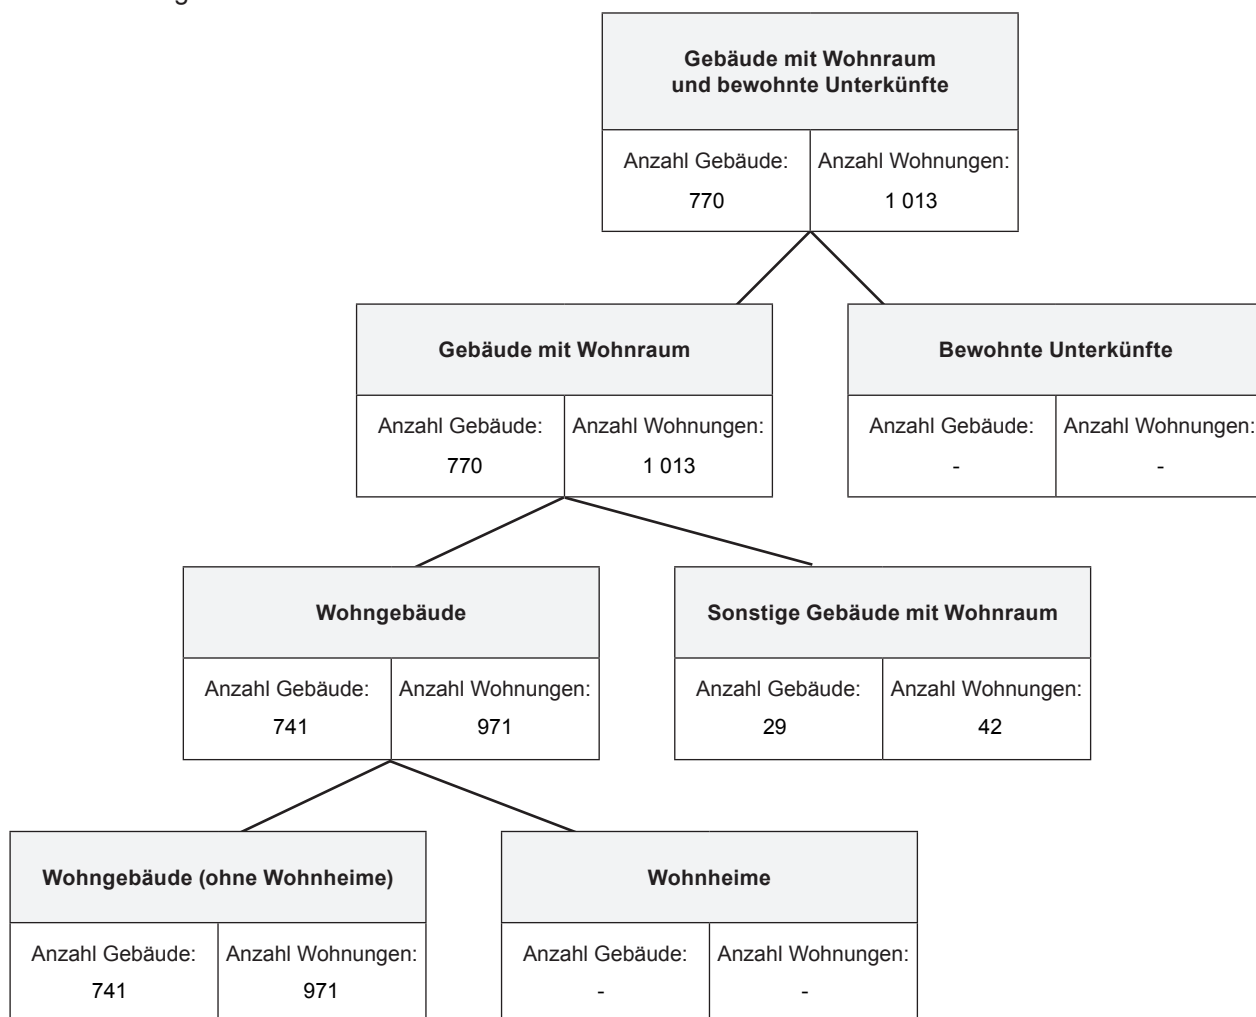 Gebäude mit Wohnraum
und bewohnte Unterkünfte
Anzahl Gebäude: Anzahl Wohnungen:
770 1 013
Gebäude mit Wohnraum Bewohnte Unterkünfte
Anzahl Gebäude: Anzahl Wohnungen: Anzahl Gebäude: Anzahl Wohnungen:
770 1 013 - -
Wohngebäude Sonstige Gebäude mit Wohnraum
Anzahl Gebäude: Anzahl Wohnungen: Anzahl Gebäude: Anzahl Wohnungen:
741 971 29 42
Wohngebäude (ohne Wohnheime) Wohnheime
Anzahl Gebäude: Anzahl Wohnungen: Anzahl Gebäude: Anzahl Wohnungen:
741 971 - -